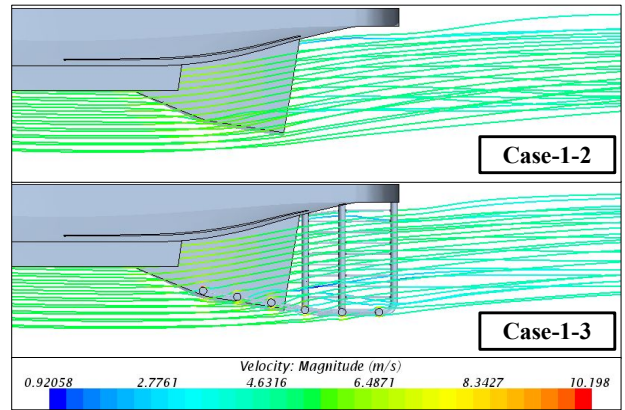 Case-1-2
Case-1-3
Velocity: Magnitude (m/s)
0.92058 2.7761 4.6316 6.4871 8.3427 10.198